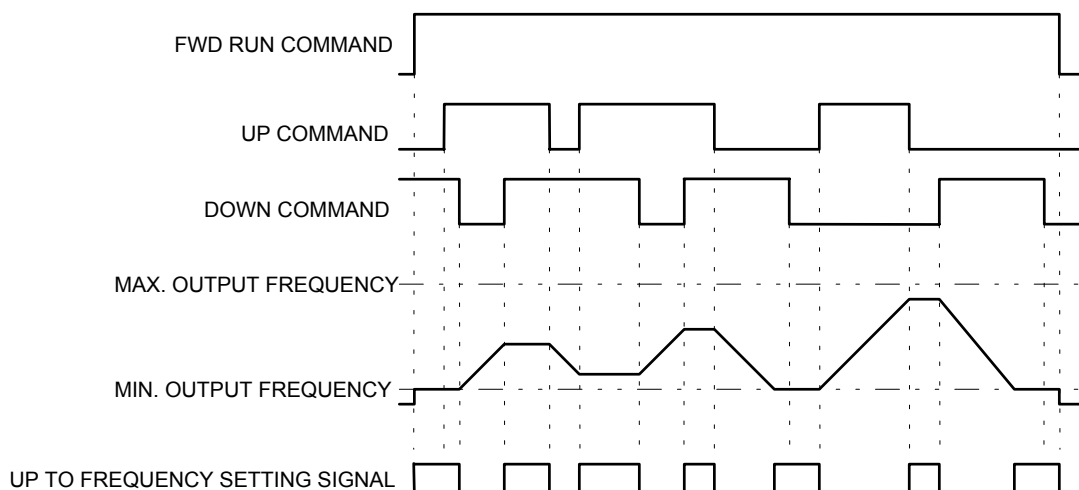 FWD RUN COMMAND
UP COMMAND
DOWN COMMAND
MAX. OUTPUT FREQUENCY
MIN. OUTPUT FREQUENCY
UP TO FREQUENCY SETTING SIGNAL